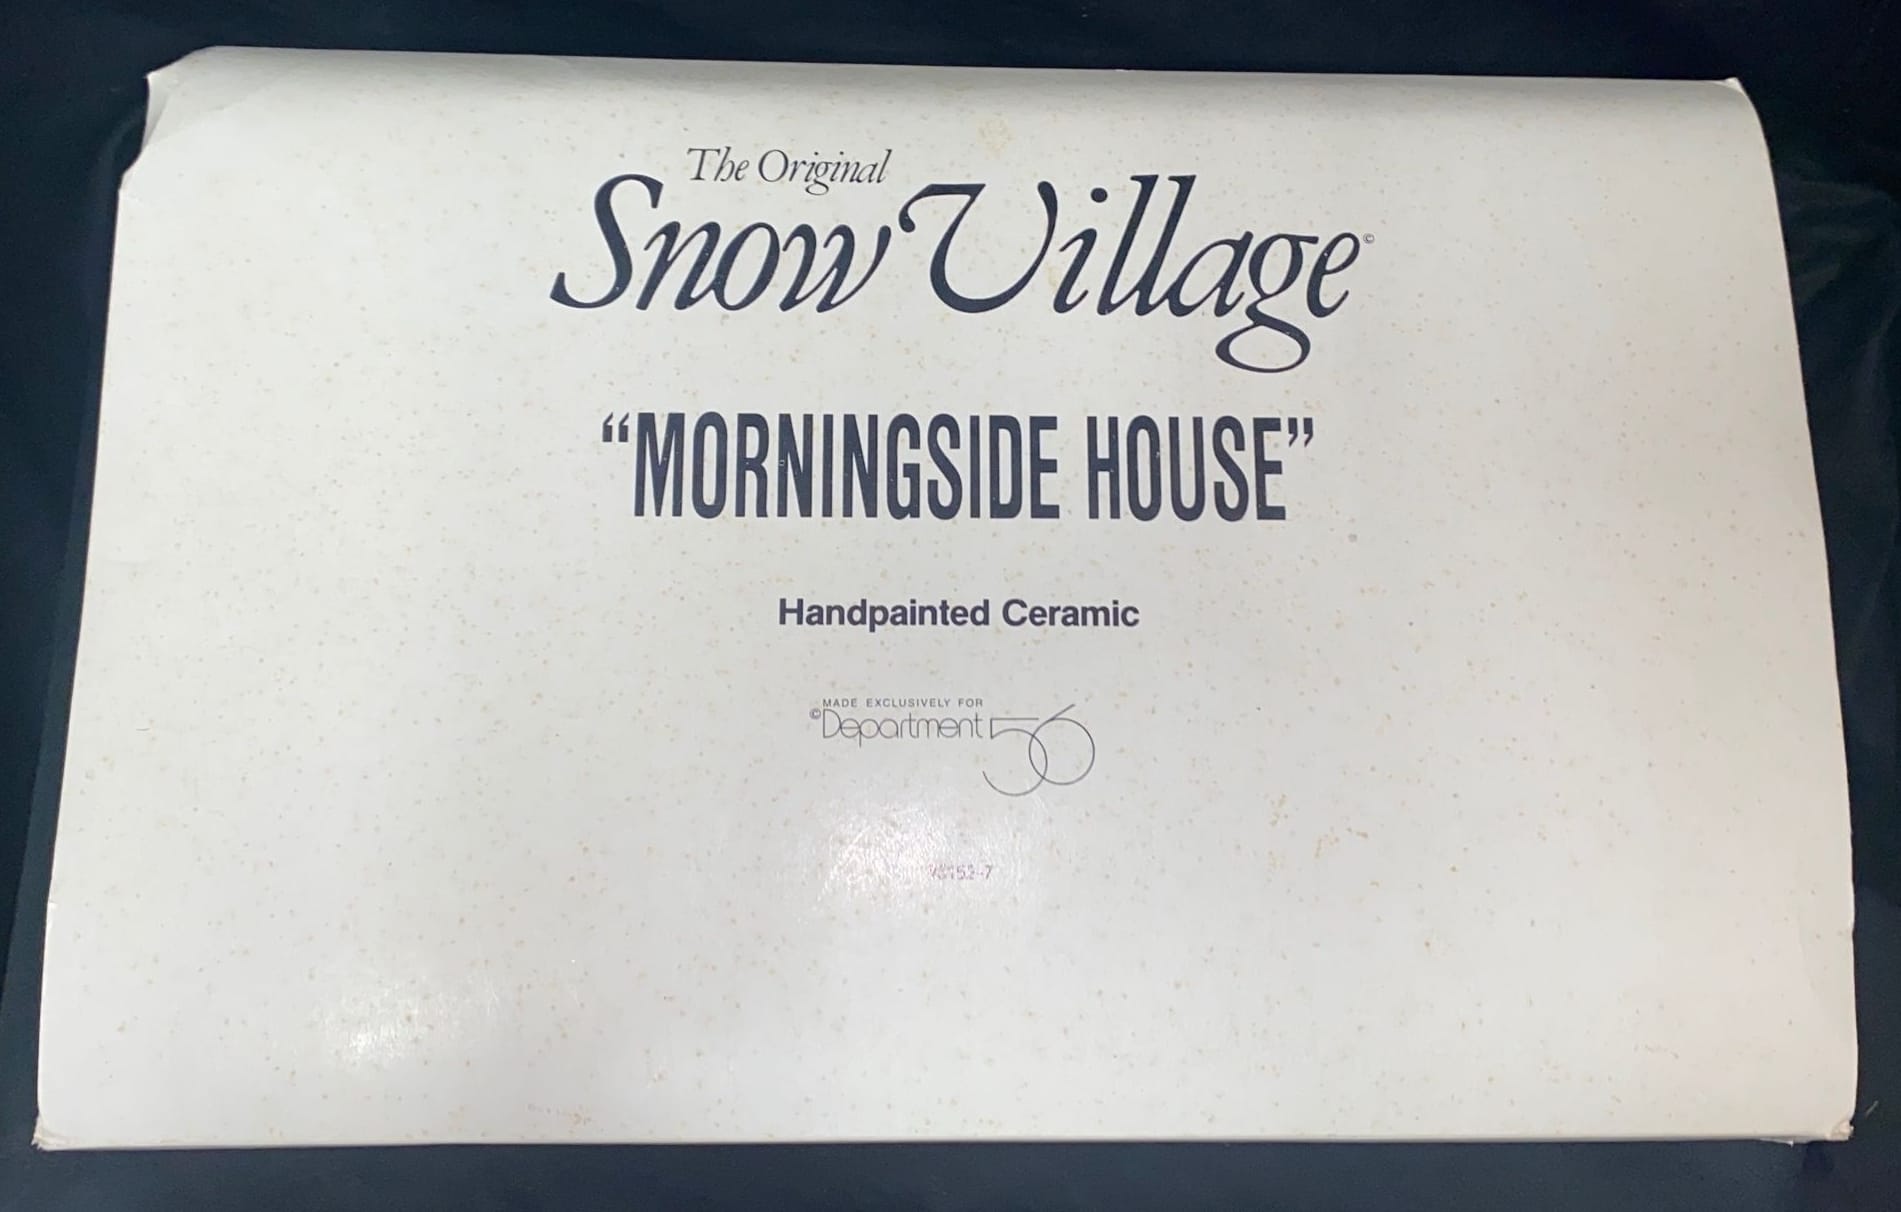 The Original
Snow Village©
“MORNINGSIDE HOUSE”
Handpainted Ceramic
MADE EXCLUSIVELY FOR
©Department 56